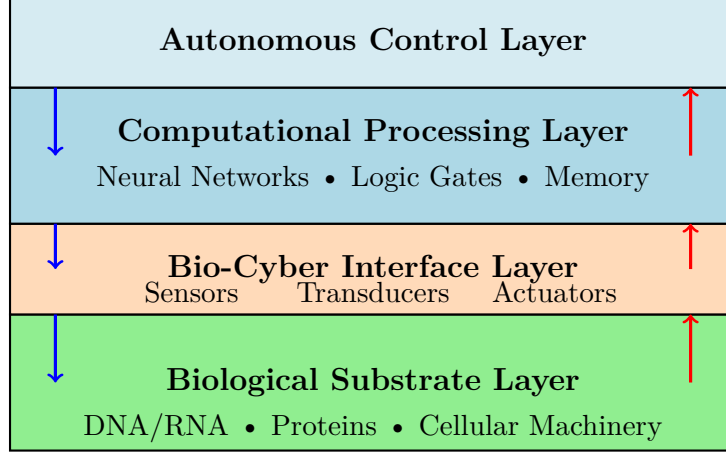 Autonomous Control Layer
Computational Processing Layer
Neural Networks • Logic Gates • Memory
Bio-Cyber Interface Layer
Sensors Transducers Actuators
Biological Substrate Layer
DNA/RNA • Proteins • Cellular Machinery